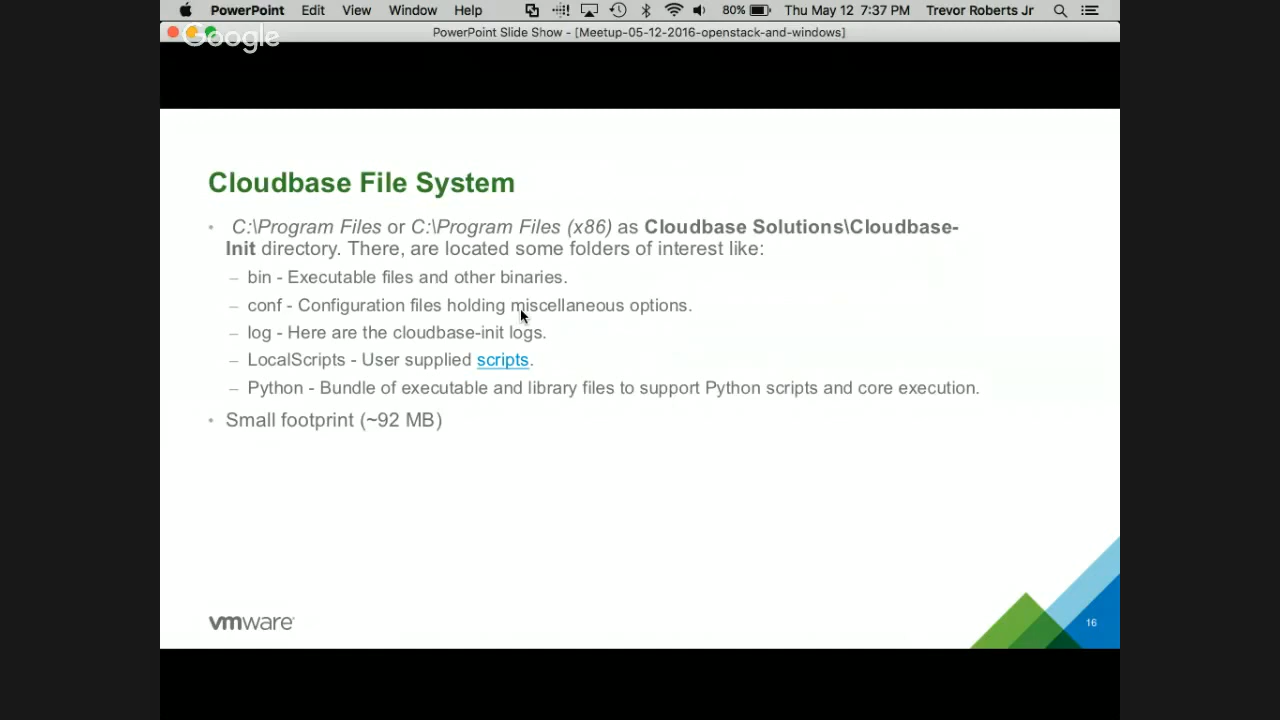 PowerPoint Edit View Window Help 80% Thu May 12 7:37 PM Trevor Roberts Jr
Google
PowerPoint Slide Show - [Meetup-05-12-2016-openstack-and-windows]
Cloudbase File System
• C:\Program Files or C:\Program Files (x86) as Cloudbase Solutions\Cloudbase-
Init directory. There, are located some folders of interest like:
– bin - Executable files and other binaries.
– conf - Configuration files holding miscellaneous options.
– log - Here are the cloudbase-init logs.
– LocalScripts - User supplied scripts.
– Python - Bundle of executable and library files to support Python scripts and core execution.
• Small footprint (~92 MB)
vmware
16